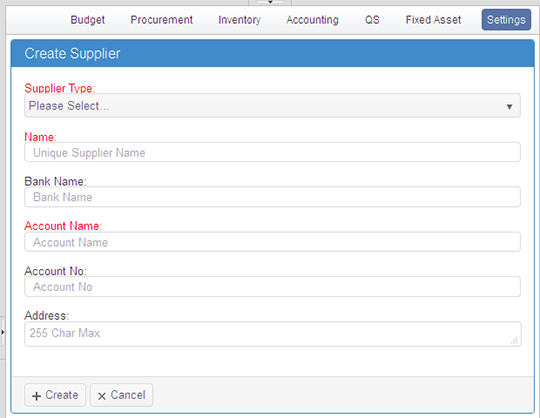 Budget Procurement Inventory Accounting QS Fixed Asset Settings
Create Supplier
Supplier Type:
Please Select...
Name:
Unique Supplier Name
Bank Name:
Bank Name
Account Name:
Account Name
Account No:
Account No
Address:
255 Char Max
Create Cancel